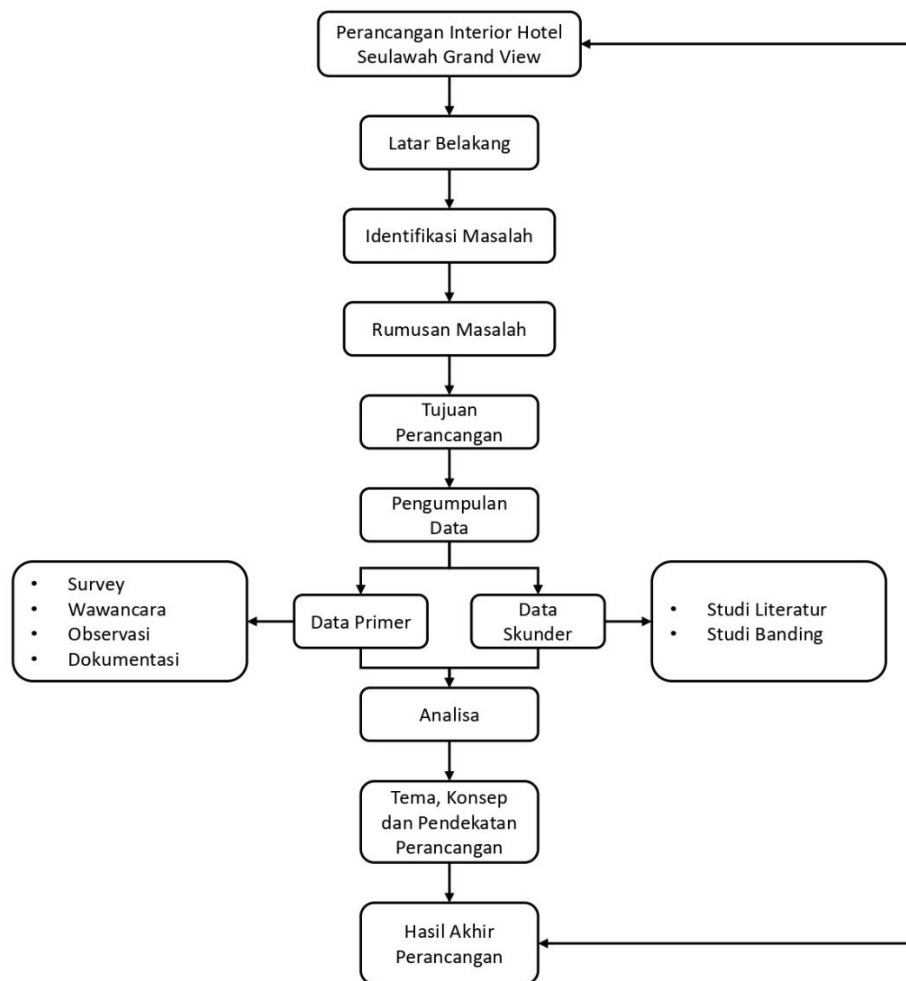 Perancangan Interior Hotel
Seulawah Grand View
Latar Belakang
Identifikasi Masalah
Rumusan Masalah
Tujuan
Perancangan
Pengumpulan
Data
• Survey
• Wawancara
• Observasi
• Dokumentasi
Data Primer
Data
Skunder
• Studi Literatur
• Studi Banding
Analisa
Tema, Konsep
dan Pendekatan
Perancangan
Hasil Akhir
Perancangan